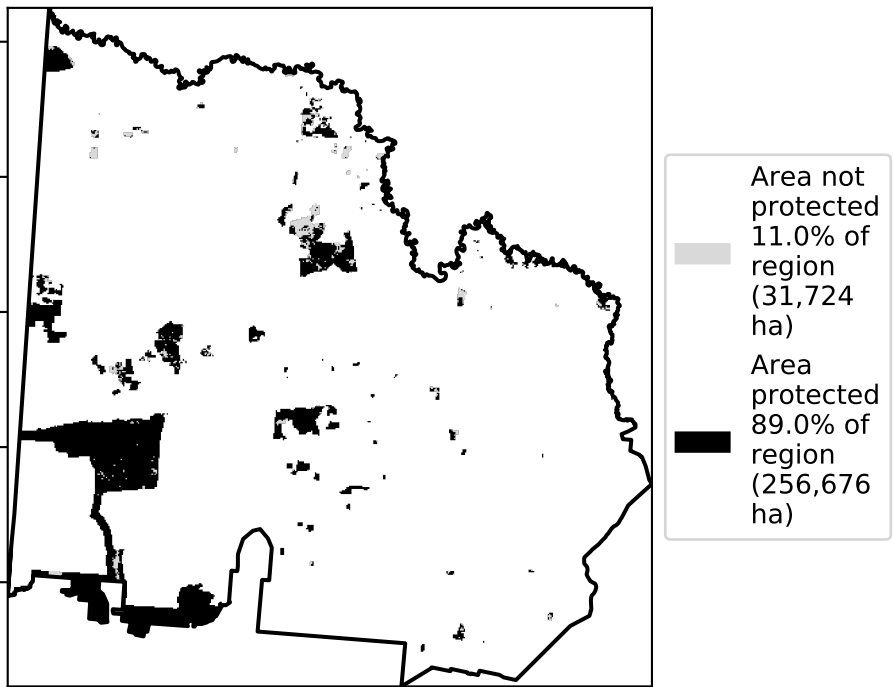 Area not
protected
11.0% of
region
(31,724
ha)
Area
protected
89.0% of
region
(256,676
ha)